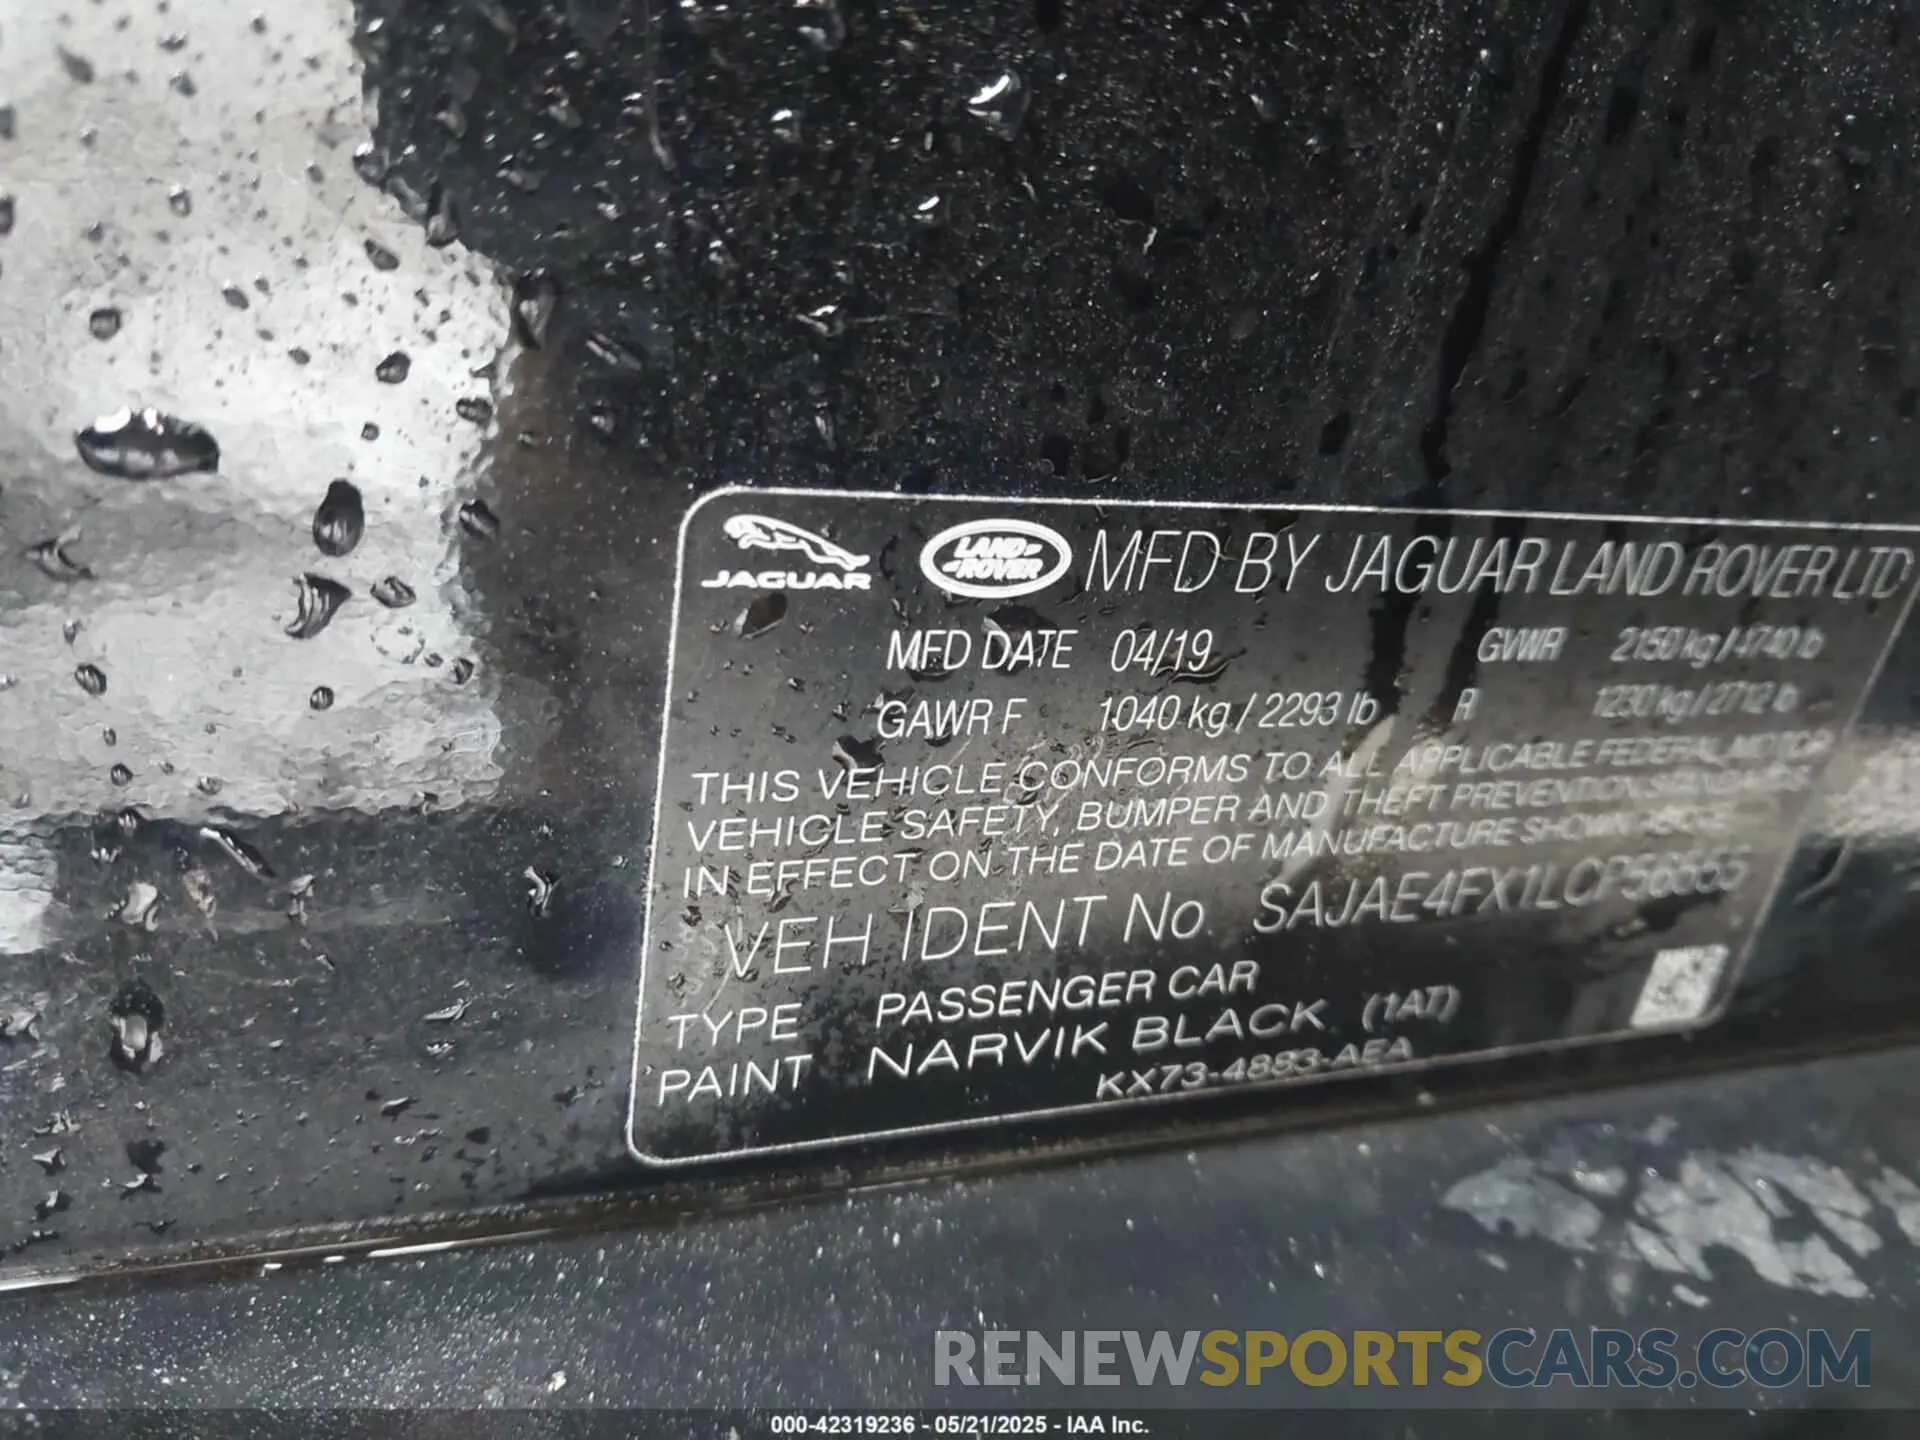 JAGUAR LAND ROVER MFD BY JAGUAR LAND ROVER LTD
MFD DATE 04/19 GVWR 2150 kg / 4740 lb
GAWR F 1040 kg / 2293 lb R 1230 kg / 2712 lb
THIS VEHICLE CONFORMS TO ALL APPLICABLE FEDERAL MOTOR
VEHICLE SAFETY, BUMPER AND THEFT PREVENTION STANDARDS
IN EFFECT ON THE DATE OF MANUFACTURE SHOWN ABOVE
VEH IDENT No.
TYPE PASSENGER CAR
PAINT NARVIK BLACK (1AT)
KX73-4883-AEA
RENEWSPORTSCARS.COM
000-42319236 - 05/21/2025 - IAA Inc.